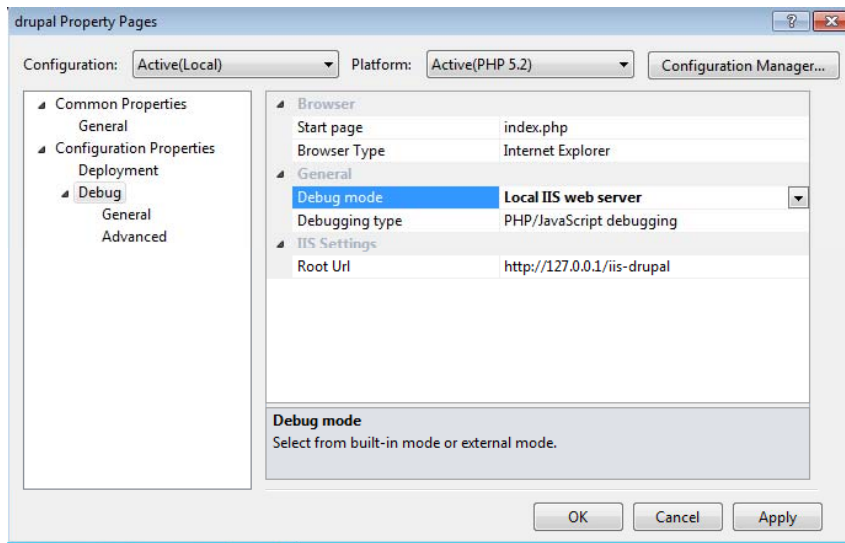 drupal Property Pages
Configuration: Active(Local) Platform: Active(PHP 5.2) Configuration Manager...
Common Properties
General
Configuration Properties
Deployment
Debug
General
Advanced
Browser
Start page index.php
Browser Type Internet Explorer
General
Debug mode Local IIS web server
Debugging type PHP/JavaScript debugging
IIS Settings
Root Url http://127.0.0.1/iis-drupal
Debug mode
Select from built-in mode or external mode.
OK Cancel Apply